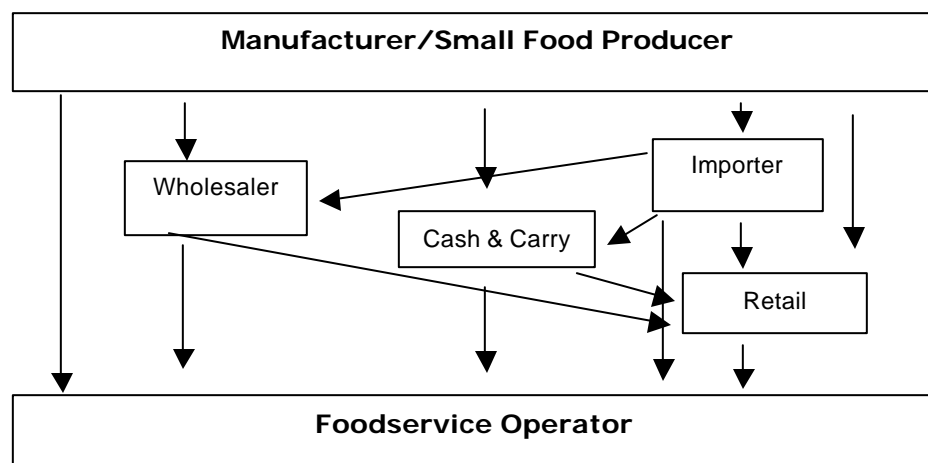 Manufacturer/Small Food Producer
Importer
Wholesaler
Cash & Carry
Retail
Foodservice Operator